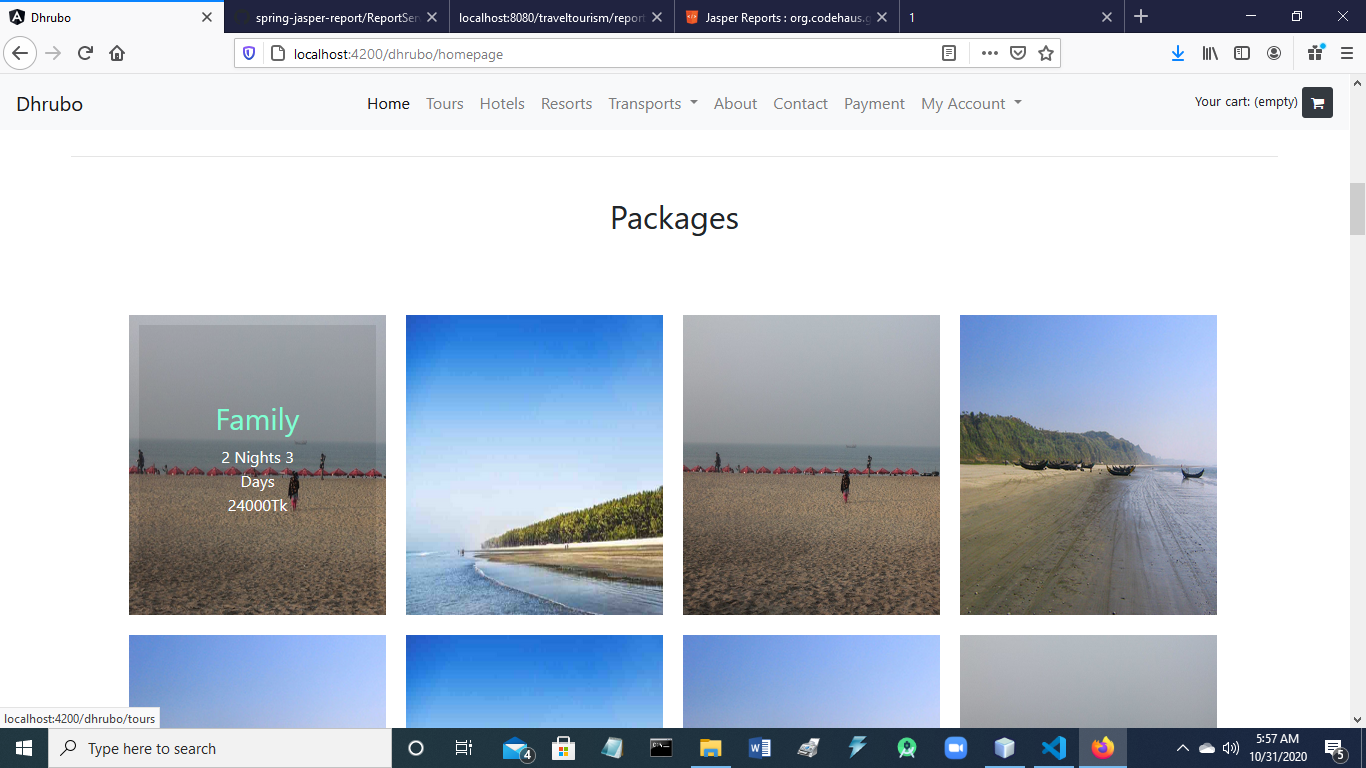 Dhrubo
spring-jasper-report/ReportSer
localhost:8080/traveltourism/report
Jasper Reports : org.codehaus.g
1
localhost:4200/dhrubo/homepage
Dhrubo
Home
Tours
Hotels
Resorts
Transports
About
Contact
Payment
My Account
Your cart: (empty)
Packages
Family
2 Nights 3
Days
24000Tk
localhost:4200/dhrubo/tours
Type here to search
4
5:57 AM
10/31/2020
5